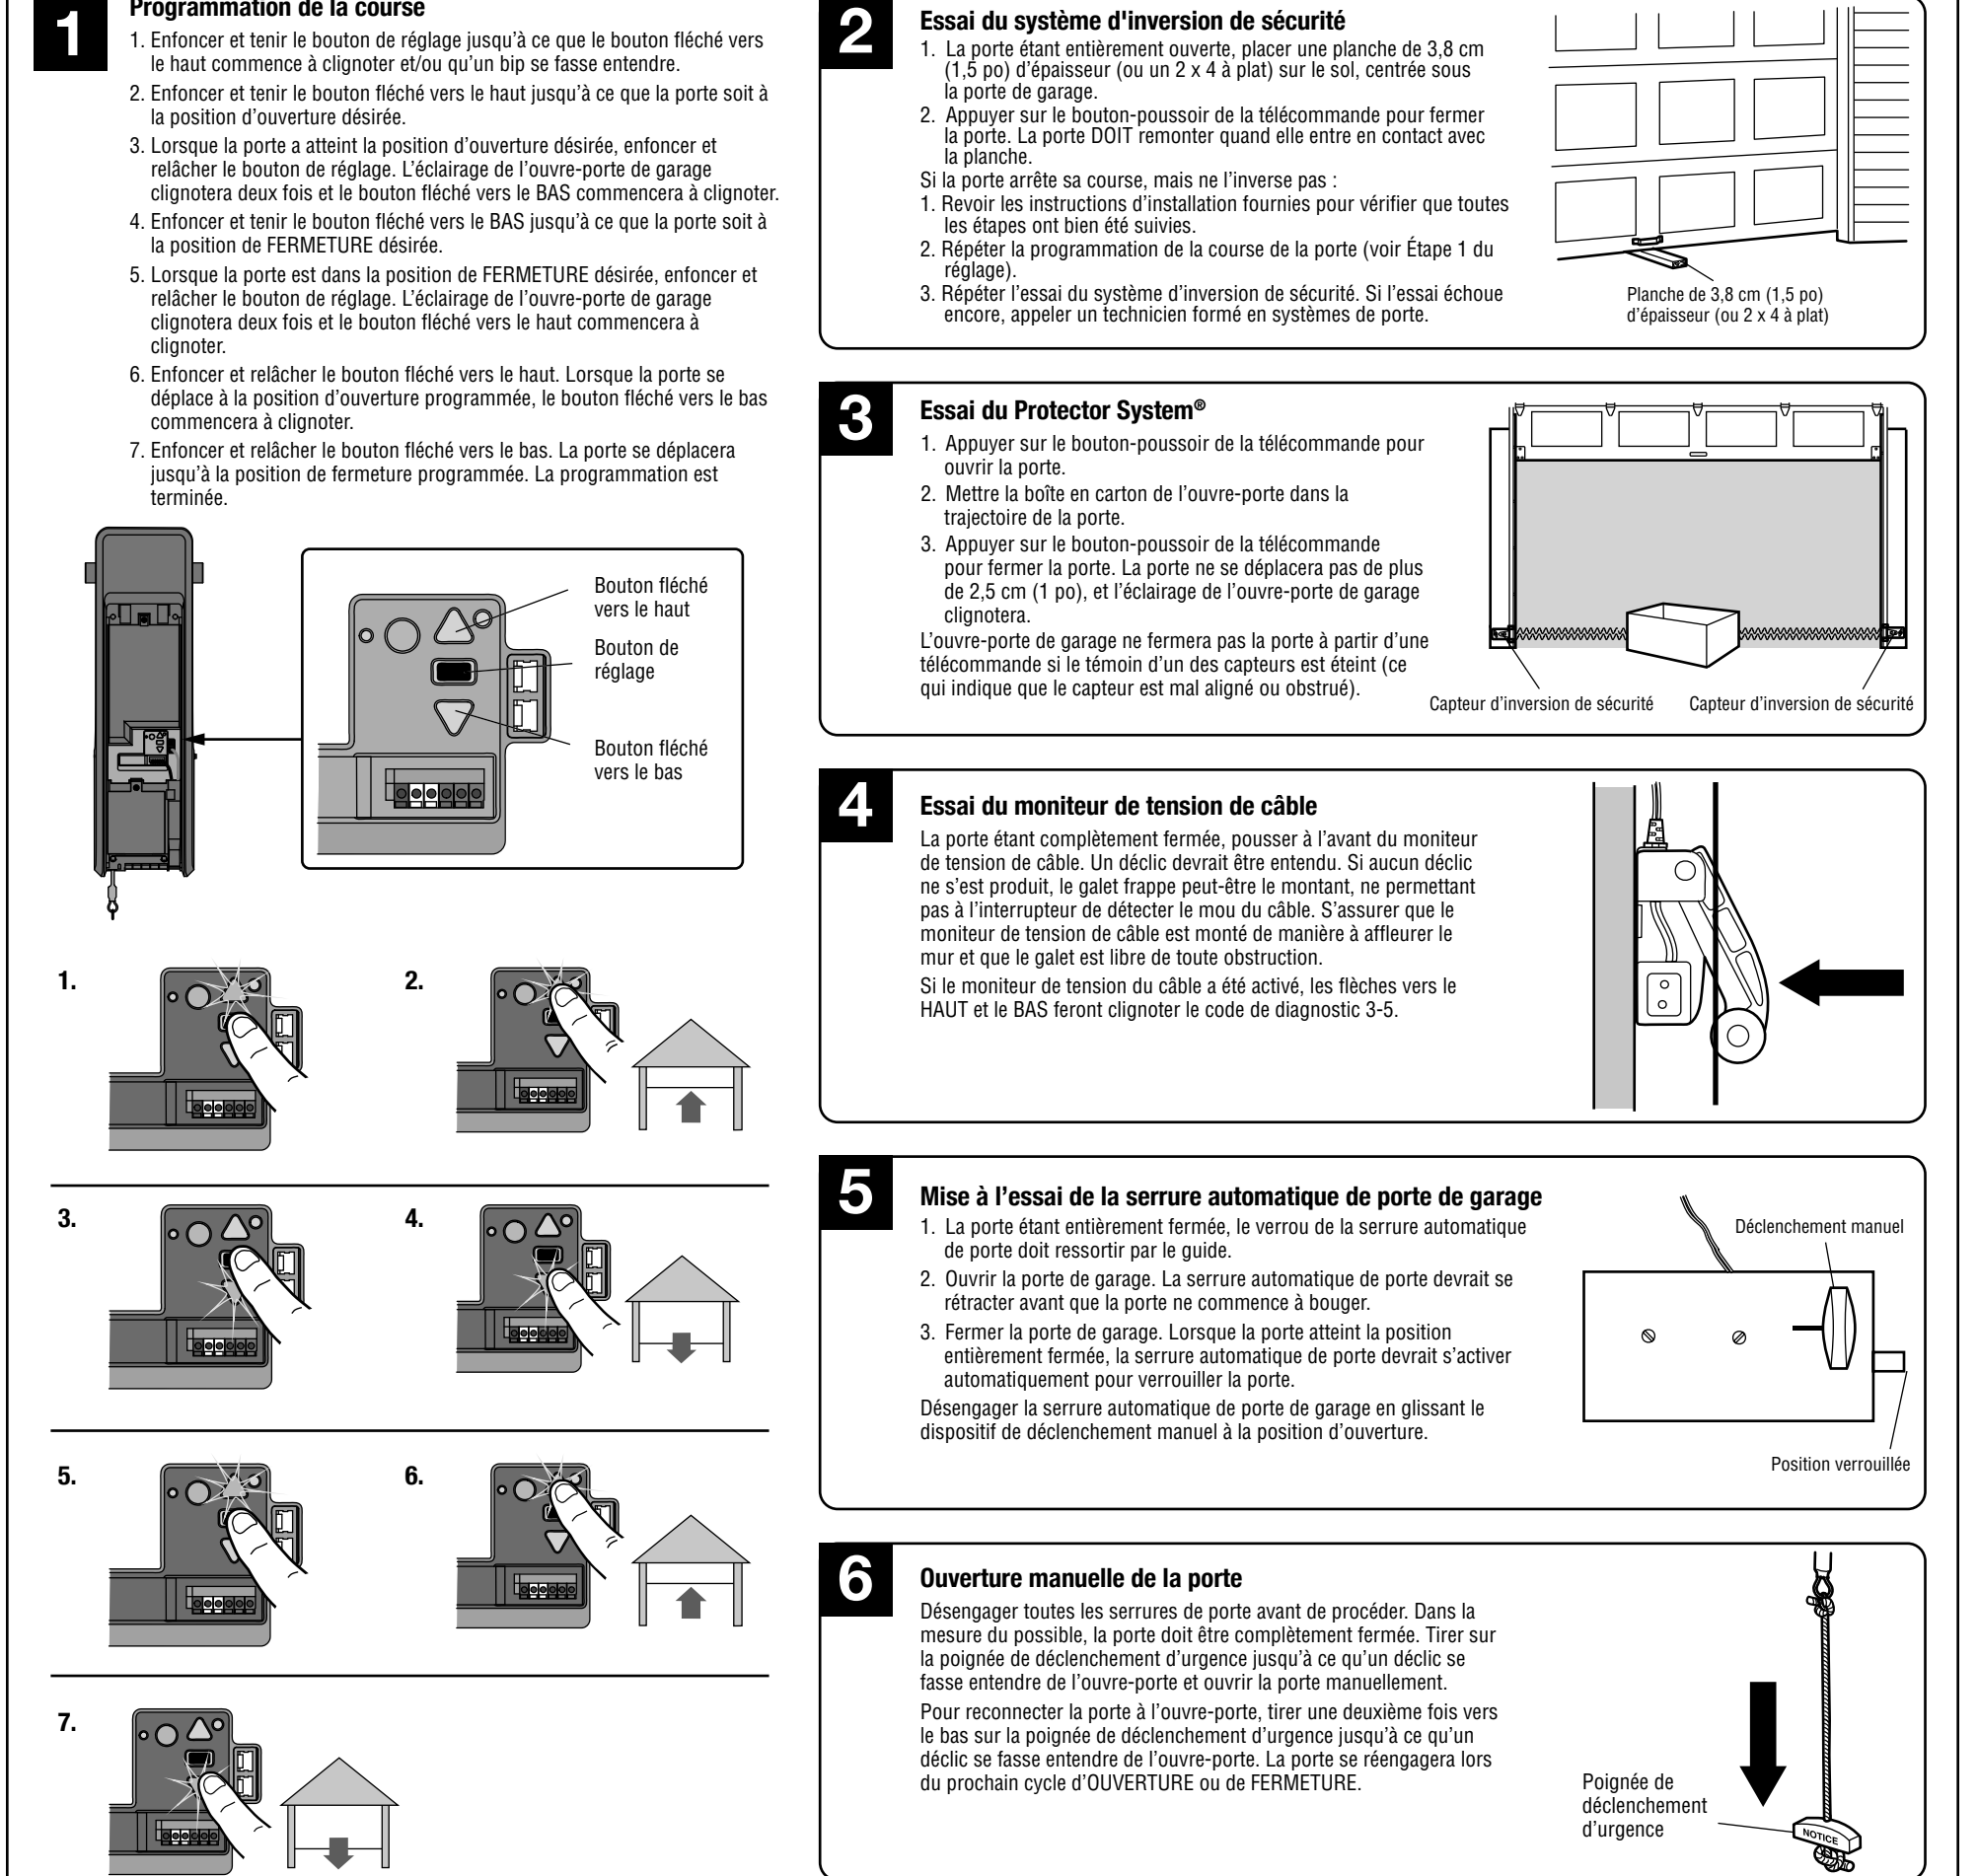 1
Programmation de la course
1. Enfoncer et tenir le bouton de réglage jusqu’à ce que le bouton fléché vers
le haut commence à clignoter et/ou qu’un bip se fasse entendre.
2. Enfoncer et tenir le bouton fléché vers le haut jusqu’à ce que la porte soit à
la position d’ouverture désirée.
3. Lorsque la porte a atteint la position d’ouverture désirée, enfoncer et
relâcher le bouton de réglage. L’éclairage de l’ouvre-porte de garage
clignotera deux fois et le bouton fléché vers le BAS commencera à clignoter.
4. Enfoncer et tenir le bouton fléché vers le BAS jusqu’à ce que la porte soit à
la position de FERMETURE désirée.
5. Lorsque la porte est dans la position de FERMETURE désirée, enfoncer et
relâcher le bouton de réglage. L’éclairage de l’ouvre-porte de garage
clignotera deux fois et le bouton fléché vers le haut commencera à
clignoter.
6. Enfoncer et relâcher le bouton fléché vers le haut. Lorsque la porte se
déplace à la position d’ouverture programmée, le bouton fléché vers le bas
commencera à clignoter.
7. Enfoncer et relâcher le bouton fléché vers le bas. La porte se déplacera
jusqu’à la position de fermeture programmée. La programmation est
terminée.
Bouton fléché
vers le haut
Bouton de
réglage
Bouton fléché
vers le bas
1.
2.
3.
4.
5.
6.
7.
2
Essai du système d'inversion de sécurité
1. La porte étant entièrement ouverte, placer une planche de 3,8 cm
(1,5 po) d’épaisseur (ou un 2 x 4 à plat) sur le sol, centrée sous
la porte de garage.
2. Appuyer sur le bouton-poussoir de la télécommande pour fermer
la porte. La porte DOIT remonter quand elle entre en contact avec
la planche.
Si la porte arrête sa course, mais ne l’inverse pas :
1. Revoir les instructions d’installation fournies pour vérifier que toutes
les étapes ont bien été suivies.
2. Répéter la programmation de la course de la porte (voir Étape 1 du
réglage).
3. Répéter l’essai du système d’inversion de sécurité. Si l’essai échoue
encore, appeler un technicien formé en systèmes de porte.
Planche de 3,8 cm (1,5 po)
d’épaisseur (ou 2 x 4 à plat)
3
Essai du Protector System®
1. Appuyer sur le bouton-poussoir de la télécommande pour
ouvrir la porte.
2. Mettre la boîte en carton de l’ouvre-porte dans la
trajectoire de la porte.
3. Appuyer sur le bouton-poussoir de la télécommande
pour fermer la porte. La porte ne se déplacera pas de plus
de 2,5 cm (1 po), et l’éclairage de l’ouvre-porte de garage
clignotera.
L’ouvre-porte de garage ne fermera pas la porte à partir d’une
télécommande si le témoin d’un des capteurs est éteint (ce
qui indique que le capteur est mal aligné ou obstrué).
Capteur d’inversion de sécurité
Capteur d’inversion de sécurité
4
Essai du moniteur de tension de câble
La porte étant complètement fermée, pousser à l’avant du moniteur
de tension de câble. Un déclic devrait être entendu. Si aucun déclic
ne s’est produit, le galet frappe peut-être le montant, ne permettant
pas à l’interrupteur de détecter le mou du câble. S’assurer que le
moniteur de tension de câble est monté de manière à affleurer le
mur et que le galet est libre de toute obstruction.
Si le moniteur de tension du câble a été activé, les flèches vers le
HAUT et le BAS feront clignoter le code de diagnostic 3-5.
5
Mise à l’essai de la serrure automatique de porte de garage
1. La porte étant entièrement fermée, le verrou de la serrure automatique
de porte doit ressortir par le guide.
2. Ouvrir la porte de garage. La serrure automatique de porte devrait se
rétracter avant que la porte ne commence à bouger.
3. Fermer la porte de garage. Lorsque la porte atteint la position
entièrement fermée, la serrure automatique de porte devrait s’activer
automatiquement pour verrouiller la porte.
Désengager la serrure automatique de porte de garage en glissant le
dispositif de déclenchement manuel à la position d’ouverture.
Déclenchement manuel
Position verrouillée
6
Ouverture manuelle de la porte
Désengager toutes les serrures de porte avant de procéder. Dans la
mesure du possible, la porte doit être complètement fermée. Tirer sur
la poignée de déclenchement d’urgence jusqu’à ce qu’un déclic se
fasse entendre de l’ouvre-porte et ouvrir la porte manuellement.
Pour reconnecter la porte à l’ouvre-porte, tirer une deuxième fois vers
le bas sur la poignée de déclenchement d’urgence jusqu’à ce qu’un
déclic se fasse entendre de l’ouvre-porte. La porte se réengagera lors
du prochain cycle d’OUVERTURE ou de FERMETURE.
Poignée de
déclenchement
d’urgence
NOTICE